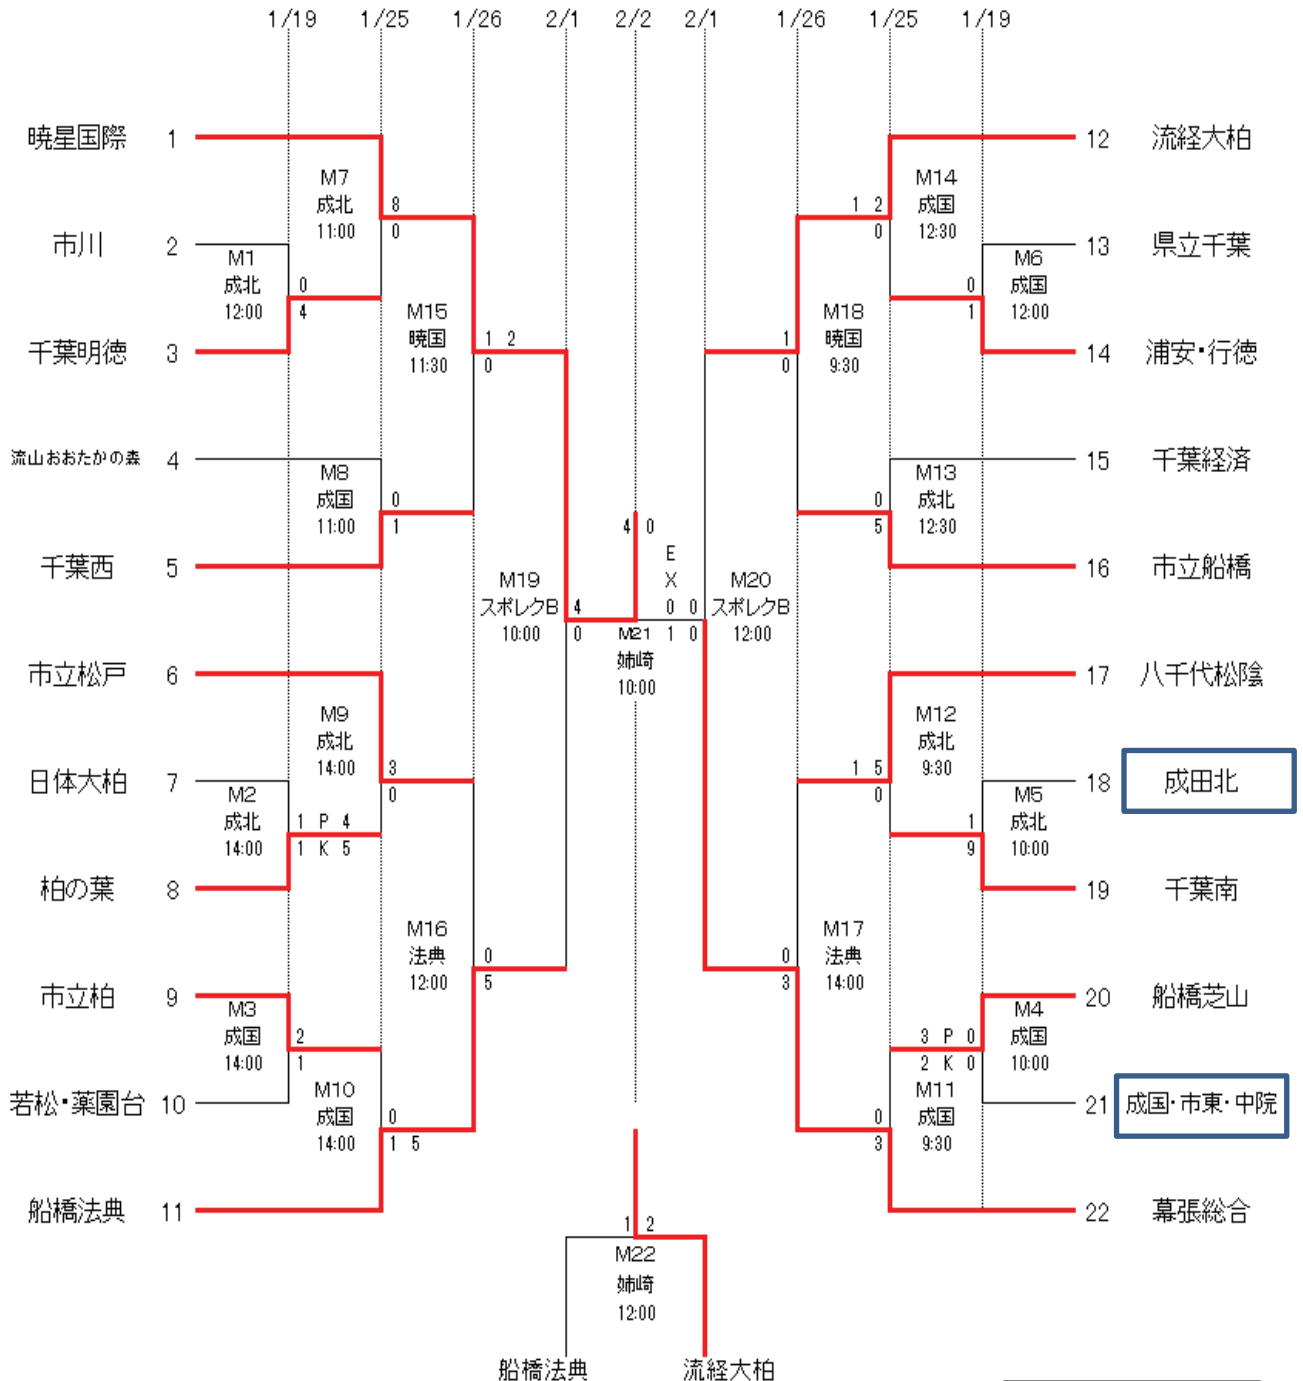 1/19 1/25 1/26 2/1 2/2 2/1 1/26 1/25 1/19
暁星国際 1
12 流経大柏
M7
成北
11:00
8
0
1 2
0
M14
成国
12:30
市川 2
13 県立千葉
M1
成北
12:00
0
4
0
1
M6
成国
12:00
千葉明徳 3
14 浦安・行徳
M15
暁国
11:30
1 2
0
1
0
M18
暁国
9:30
流山おおたかの森 4
15 千葉経済
M8
成国
11:00
0
1
0
5
M13
成北
12:30
千葉西 5
16 市立船橋
4 0
E
X
0 0
1 0
M19
スポレクB
10:00
4
0
M21
姉崎
10:00
M20
スポレクB
12:00
市立松戸 6
17 八千代松陰
M9
成北
14:00
3
0
1 5
0
M12
成北
9:30
日体大柏 7
18 成田北
M2
成北
14:00
1 P 4
1 K 5
1
9
M5
成北
10:00
柏の葉 8
19 千葉南
M16
法典
12:00
0
5
0
3
M17
法典
14:00
市立柏 9
20 船橋芝山
M3
成国
14:00
2
1
3 P 0
2 K 0
M4
成国
10:00
若松・薬園台 10
21 成国・市東・中院
M10
成国
14:00
0
1 5
0
3
M11
成国
9:30
船橋法典 11
22 幕張総合
1 2
M22
姉崎
12:00
船橋法典 流経大柏